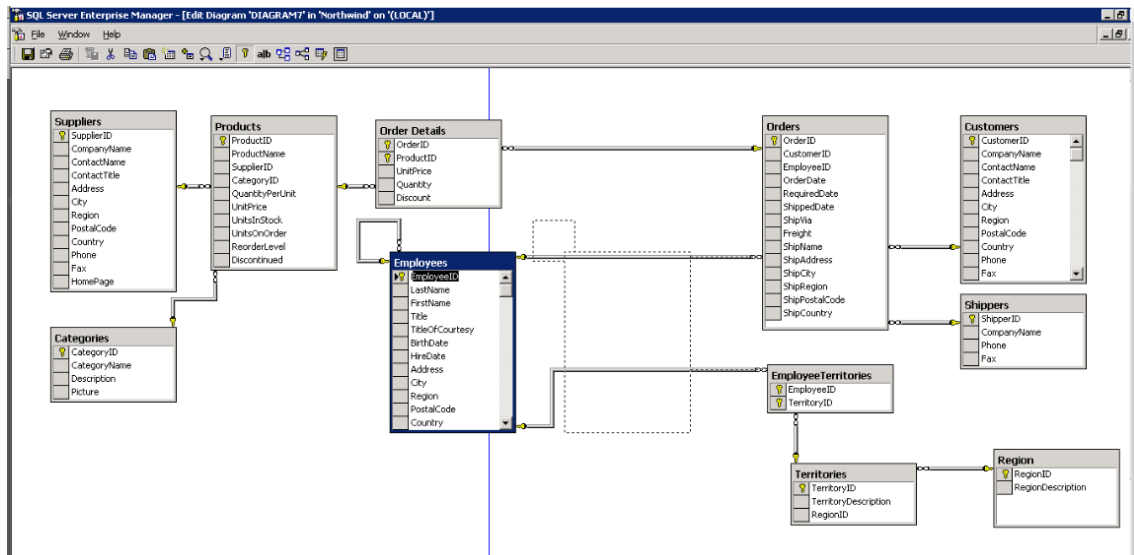 SQL Server Enterprise Manager - [Edit Diagram 'DIAGRAM7' in 'Northwind' on '(LOCAL)']
File Window Help
ab
Suppliers
SupplierID
CompanyName
ContactName
ContactTitle
Address
City
Region
PostalCode
Country
Phone
Fax
HomePage
Products
ProductID
ProductName
SupplierID
CategoryID
QuantityPerUnit
UnitPrice
UnitsInStock
UnitsOnOrder
ReorderLevel
Discontinued
Order Details
OrderID
ProductID
UnitPrice
Quantity
Discount
Orders
OrderID
CustomerID
EmployeeID
OrderDate
RequiredDate
ShippedDate
ShipVia
Freight
ShipName
ShipAddress
ShipCity
ShipRegion
ShipPostalCode
ShipCountry
Customers
CustomerID
CompanyName
ContactName
ContactTitle
Address
City
Region
PostalCode
Country
Phone
Fax
Employees
EmployeeID
LastName
FirstName
Title
TitleOfCourtesy
BirthDate
HireDate
Address
City
Region
PostalCode
Country
Shippers
ShipperID
CompanyName
Phone
Fax
Categories
CategoryID
CategoryName
Description
Picture
EmployeeTerritories
EmployeeID
TerritoryID
Territories
TerritoryID
TerritoryDescription
RegionID
Region
RegionID
RegionDescription